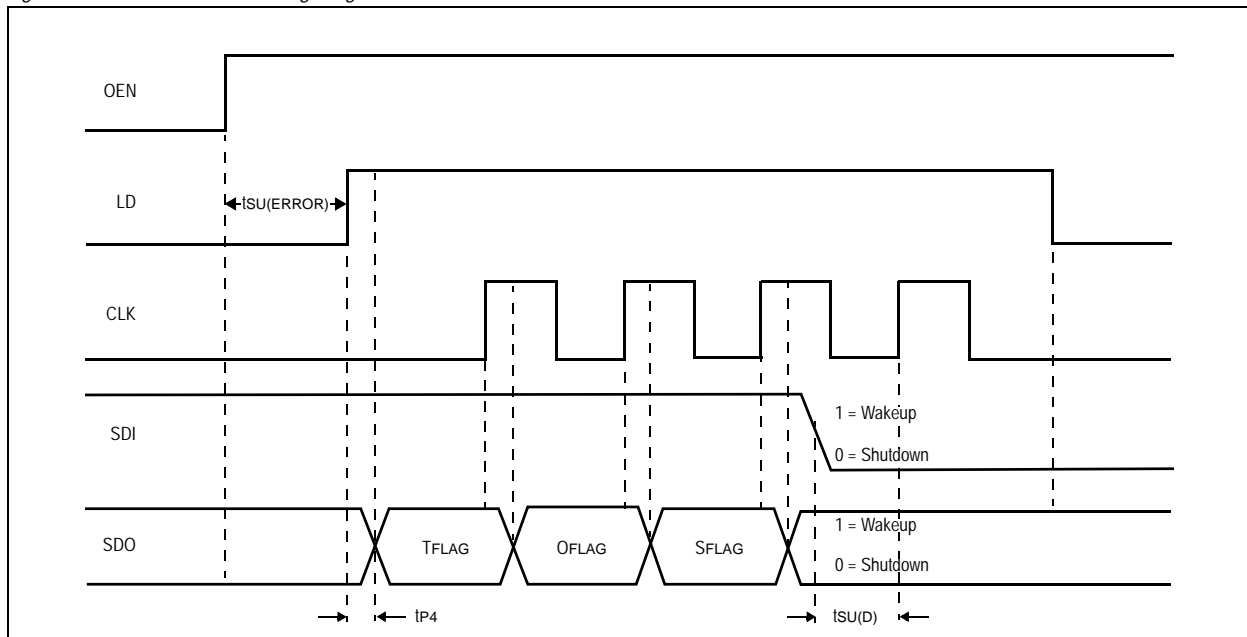 OEN
LD
tSU(ERROR)
CLK
SDI
1 = Wakeup
0 = Shutdown
SDO
TFLAG
OFLAG
SFLAG
1 = Wakeup
0 = Shutdown
tP4
tSU(D)